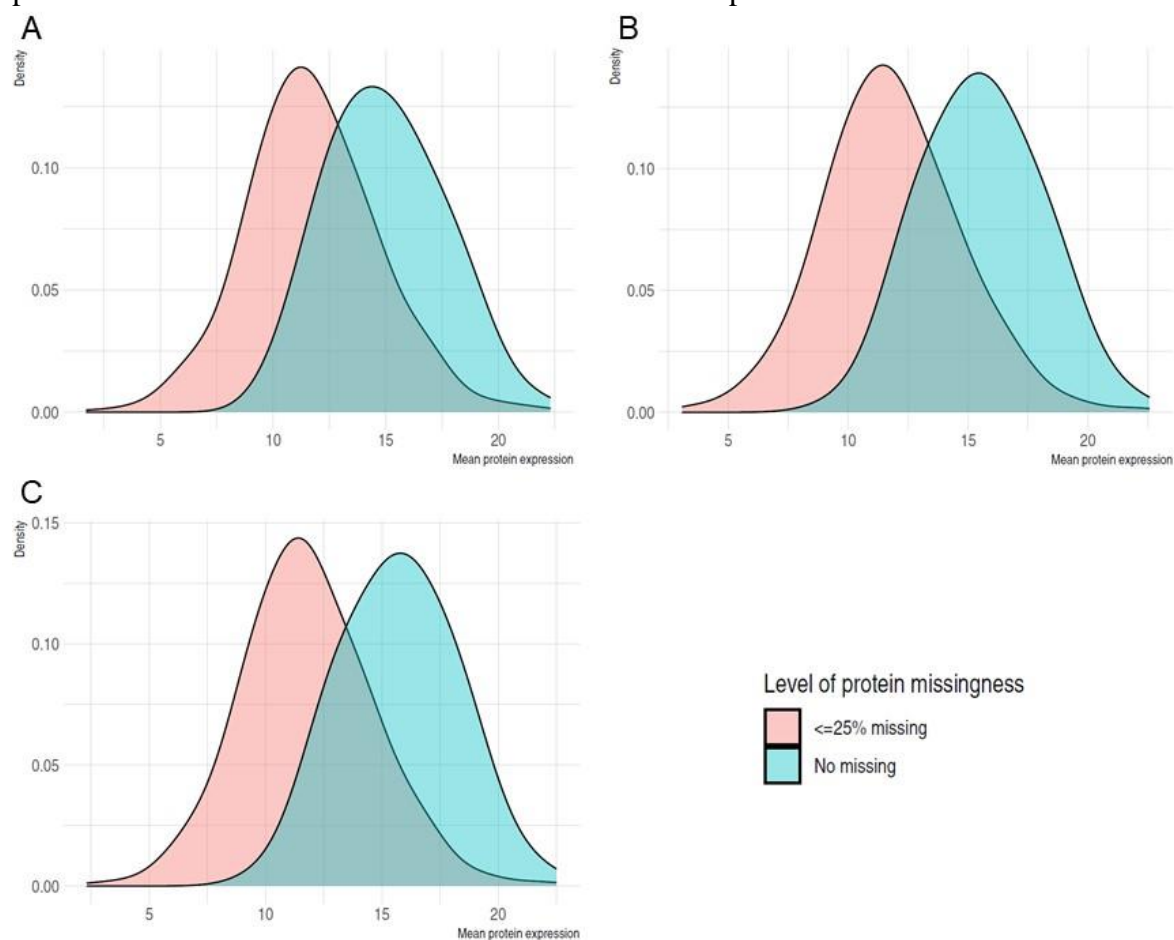 A
Density
0.10
0.05
0.00
5 10 15 20
Mean protein expression
B
Density
0.10
0.05
0.00
5 10 15 20
Mean protein expression
C
Density
0.15
0.10
0.05
0.00
5 10 15 20
Mean protein expression
Level of protein missingness
<=25% missing
No missing